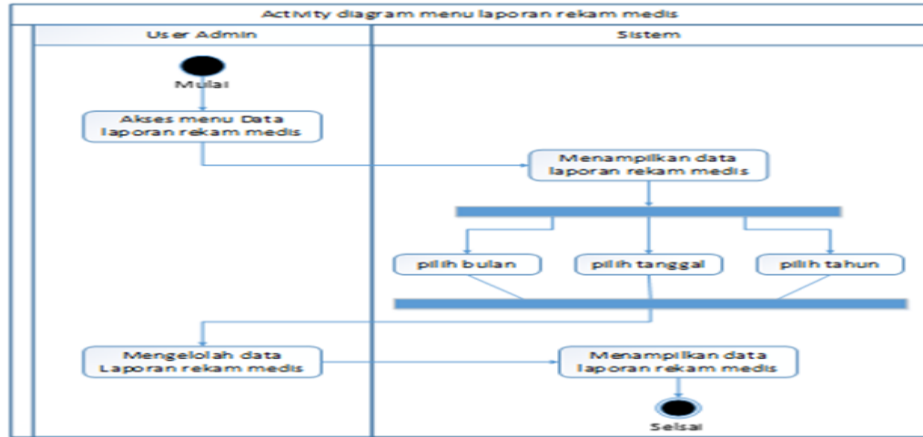 Activity diagram menu laporan rekam medis
User Admin
Sistem
Mulai
Akses menu Data
laporan rekam medis
Menampilkan data
laporan rekam medis
pilih bulan
pilih tanggal
pilih tahun
Mengelolah data
Laporan rekam medis
Menampilkan data
laporan rekam medis
Selsai